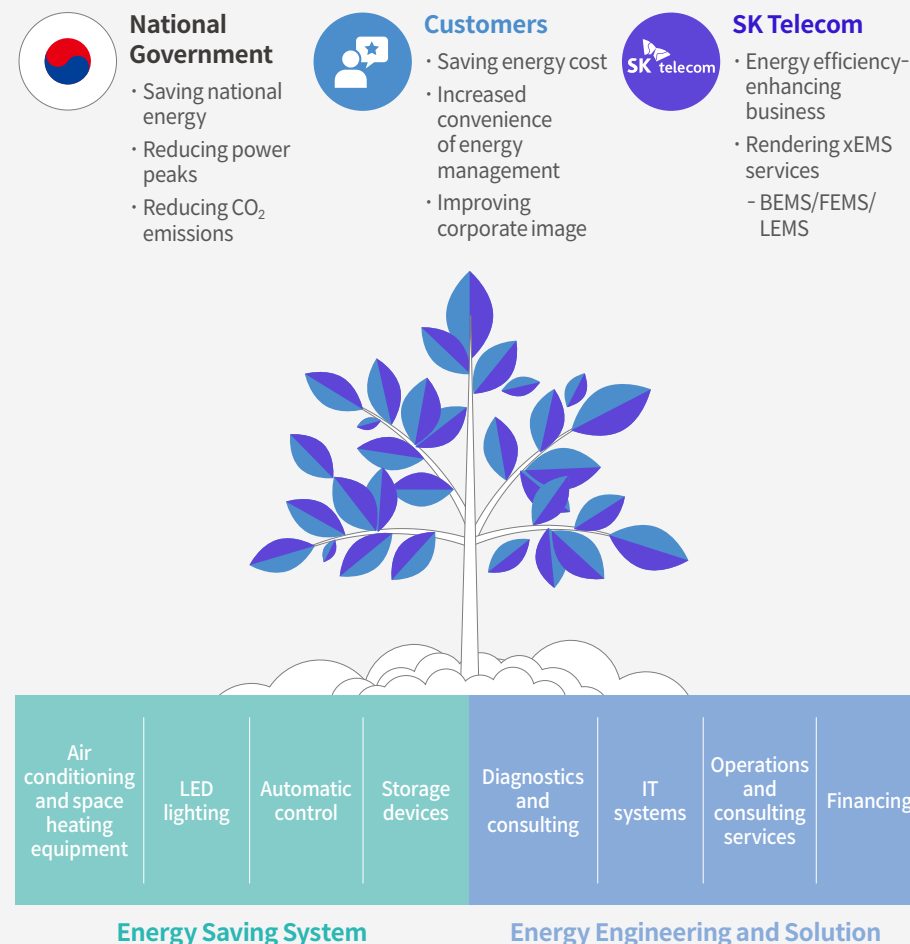 National
Government
· Saving national
energy
· Reducing power
peaks
· Reducing CO₂
emissions
Customers
· Saving energy cost
· Increased
convenience
of energy
management
· Improving
corporate image
SK telecom
SK Telecom
· Energy efficiency-
enhancing
business
· Rendering xEMS
services
- BEMS/FEMS/
LEMS
Air
conditioning
and space
heating
equipment
LED
lighting
Automatic
control
Storage
devices
Diagnostics
and
consulting
IT
systems
Operations
and
consulting
services
Financing
Energy Saving System
Energy Engineering and Solution